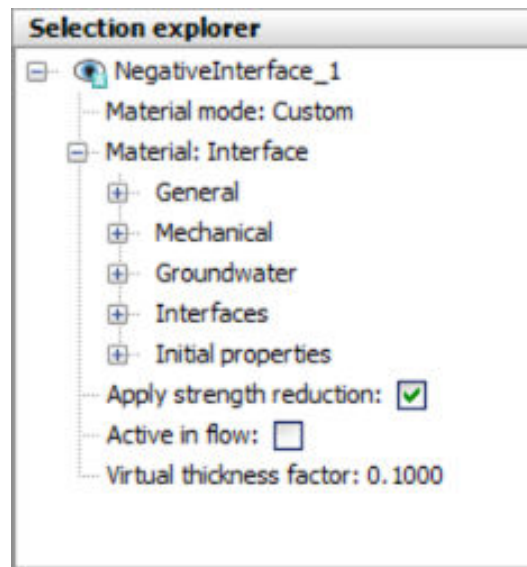 Selection explorer
NegativeInterface_1
Material mode: Custom
Material: Interface
General
Mechanical
Groundwater
Interfaces
Initial properties
Apply strength reduction:
Active in flow:
Virtual thickness factor: 0.1000